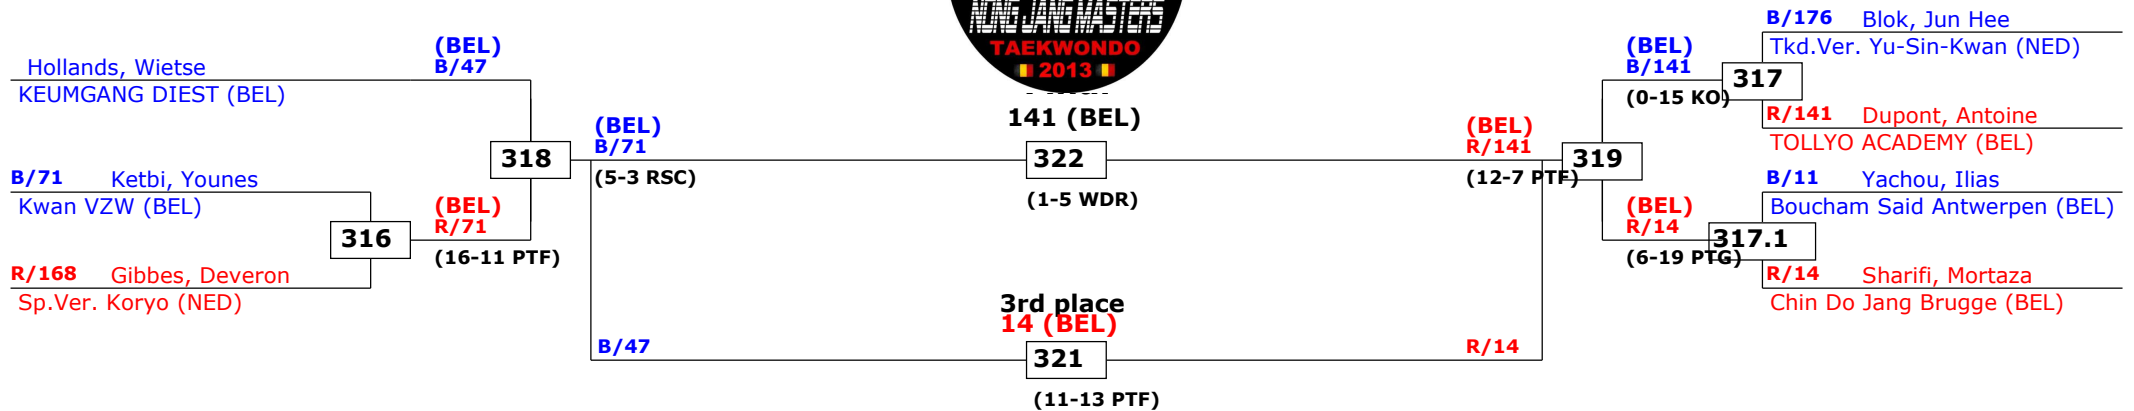 NONG JANG MASTERS
TAEKWONDO
2013
141 (BEL)
322
(1-5 WDR)
3rd place
14 (BEL)
321
(11-13 PTF)
Hollands, Wietse
KEUMGANG DIEST (BEL)
(BEL)
B/47
B/71 Ketbi, Younes
Kwan VZW (BEL)
316
R/168 Gibbes, Deveron
Sp.Ver. Koryo (NED)
(BEL)
R/71
(16-11 PTF)
318
(BEL)
B/71
(5-3 RSC)
B/47
(BEL)
R/141
(12-7 PTF)
R/14
319
(BEL)
B/141
(0-15 KO)
317
B/176 Blok, Jun Hee
Tkd.Ver. Yu-Sin-Kwan (NED)
R/141 Dupont, Antoine
TOLLYO ACADEMY (BEL)
(BEL)
R/14
(6-19 PTG)
317.1
B/11 Yachou, Ilias
Boucham Said Antwerpen (BEL)
R/14 Sharifi, Mortaza
Chin Do Jang Brugge (BEL)